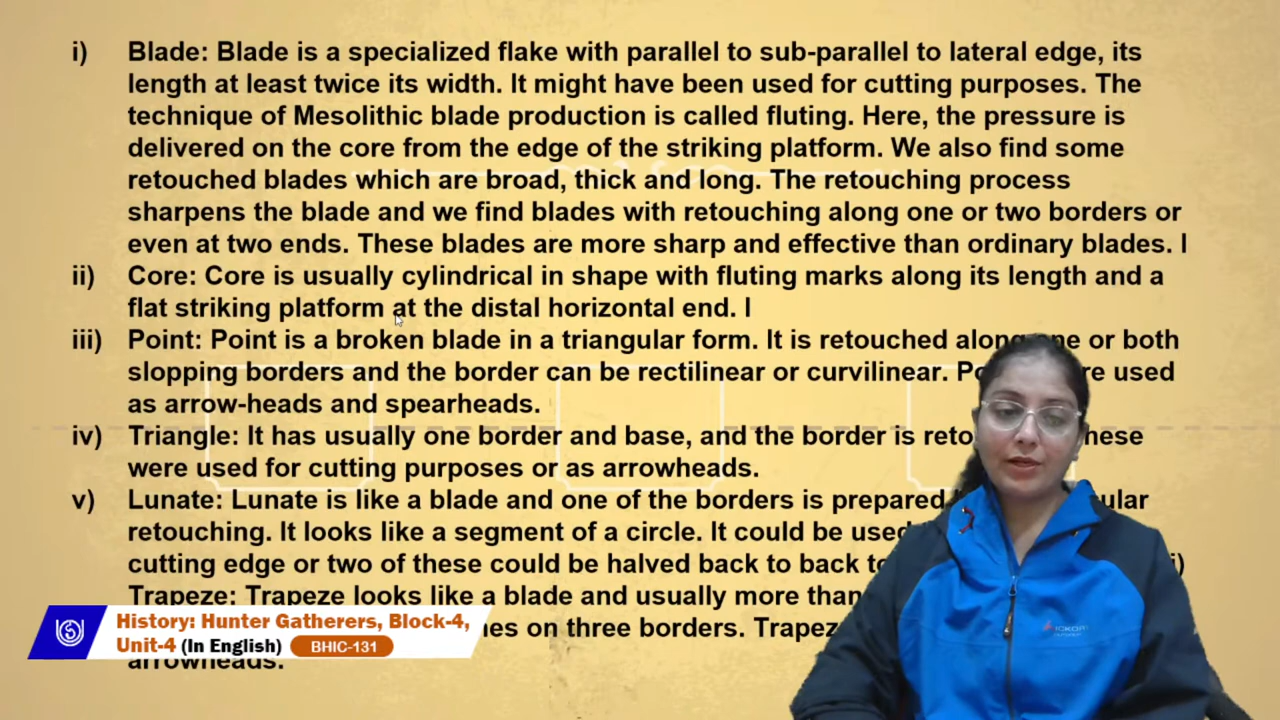 i) Blade: Blade is a specialized flake with parallel to sub-parallel to lateral edge, its
length at least twice its width. It might have been used for cutting purposes. The
technique of Mesolithic blade production is called fluting. Here, the pressure is
delivered on the core from the edge of the striking platform. We also find some
retouched blades which are broad, thick and long. The retouching process
sharpens the blade and we find blades with retouching along one or two borders or
even at two ends. These blades are more sharp and effective than ordinary blades. I
ii) Core: Core is usually cylindrical in shape with fluting marks along its length and a
flat striking platform at the distal horizontal end. I
iii) Point: Point is a broken blade in a triangular form. It is retouched along one or both
slopping borders and the border can be rectilinear or curvilinear. used
as arrow-heads and spearheads.
iv) Triangle: It has usually one border and base, and the border is
were used for cutting purposes or as arrowheads.
v) Lunate: Lunate is like a blade and one of the borders is prepared
retouching. It looks like a segment of a circle. It could be used
cutting edge or two of these could be halved back to back
Trapeze: Trapeze looks like a blade and usually more than
on three borders.
arrowheads.
History: Hunter Gatherers, Block-4,
Unit-4 (In English) BHIC-131